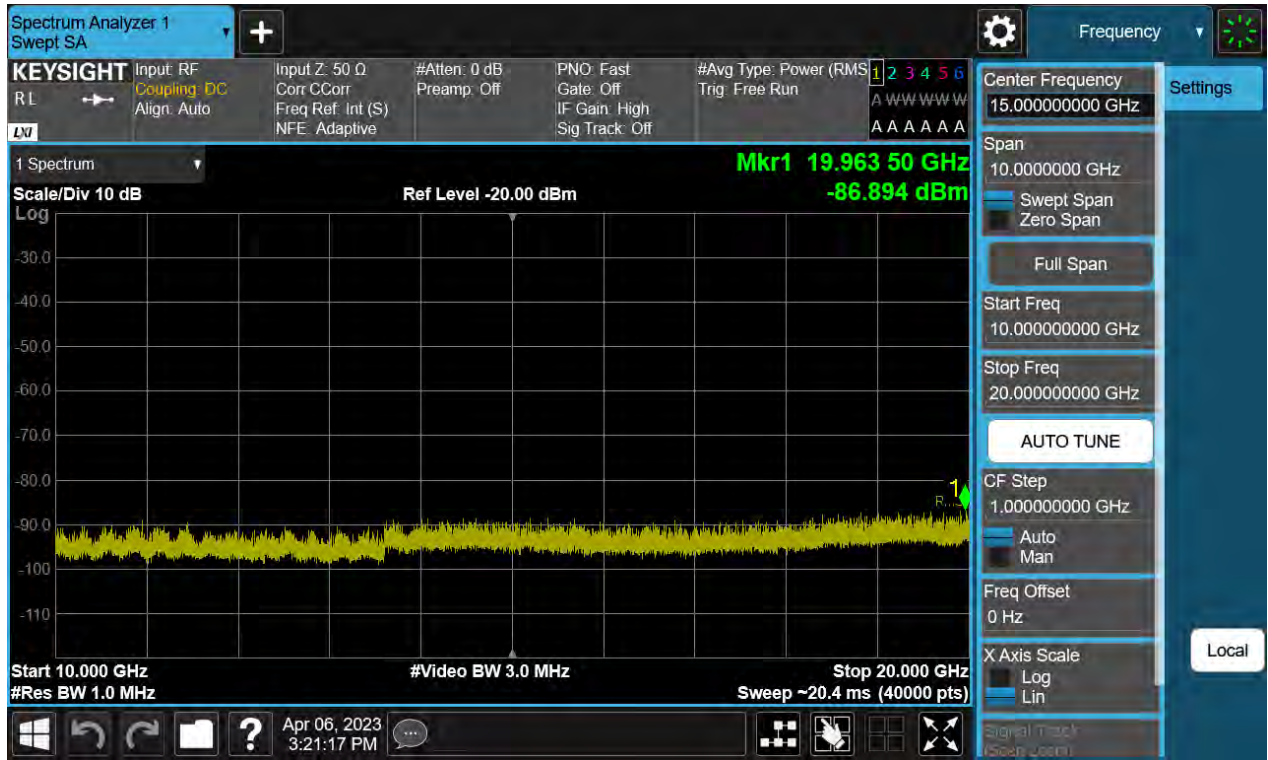 Spectrum Analyzer 1
Swept SA
+
Frequency
KEYSIGHT
RL
LXI
Input: RF
Coupling: DC
Align: Auto
Input Z: 50 Ω
Corr CCorr
Freq Ref: Int (S)
NFE: Adaptive
#Atten: 0 dB
Preamp: Off
PNO: Fast
Gate: Off
IF Gain: High
Sig Track: Off
#Avg Type: Power (RMS
Trig: Free Run
1 2 3 4 5 6
A W W W W W
A A A A A A
1 Spectrum
Scale/Div 10 dB
Ref Level -20.00 dBm
Mkr1 19.963 50 GHz
-86.894 dBm
Log
-30.0
-40.0
-50.0
-60.0
-70.0
-80.0
-90.0
-100
-110
1
R...
Start 10.000 GHz
#Video BW 3.0 MHz
Stop 20.000 GHz
#Res BW 1.0 MHz
Sweep ~20.4 ms (40000 pts)
?
Apr 06, 2023
3:21:17 PM
Center Frequency
15.000000000 GHz
Span
10.0000000 GHz
Swept Span
Zero Span
Full Span
Start Freq
10.000000000 GHz
Stop Freq
20.000000000 GHz
AUTO TUNE
CF Step
1.000000000 GHz
Auto
Man
Freq Offset
0 Hz
X Axis Scale
Log
Lin
Signal Track
(Span Zoom)
Settings
Local